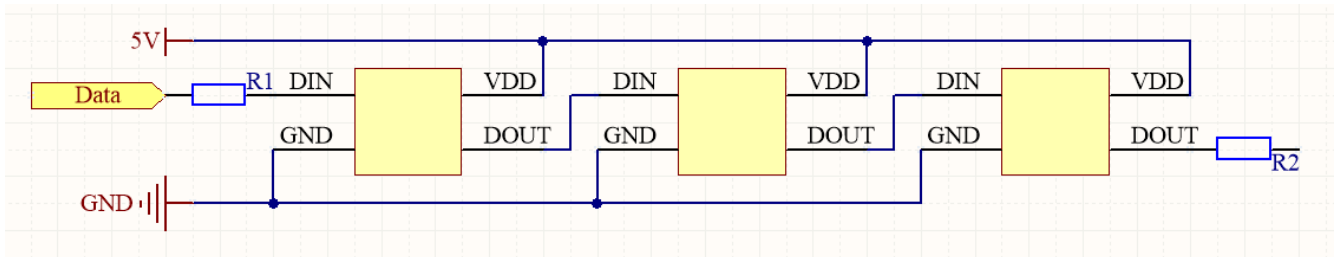 5V
Data
R1
DIN
VDD
DIN
VDD
DIN
VDD
GND
DOUT
GND
DOUT
GND
DOUT
R2
GND